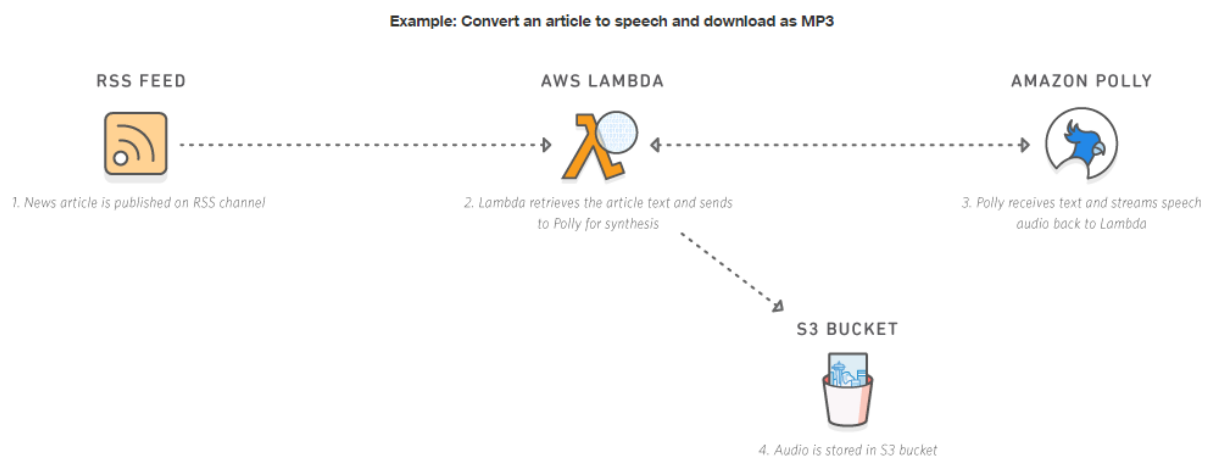 Example: Convert an article to speech and download as MP3
RSS FEED
AWS LAMBDA
AMAZON POLLY
1. News article is published on RSS channel
2. Lambda retrieves the article text and sends
to Polly for synthesis
3. Polly receives text and streams speech
audio back to Lambda
S3 BUCKET
4. Audio is stored in S3 bucket